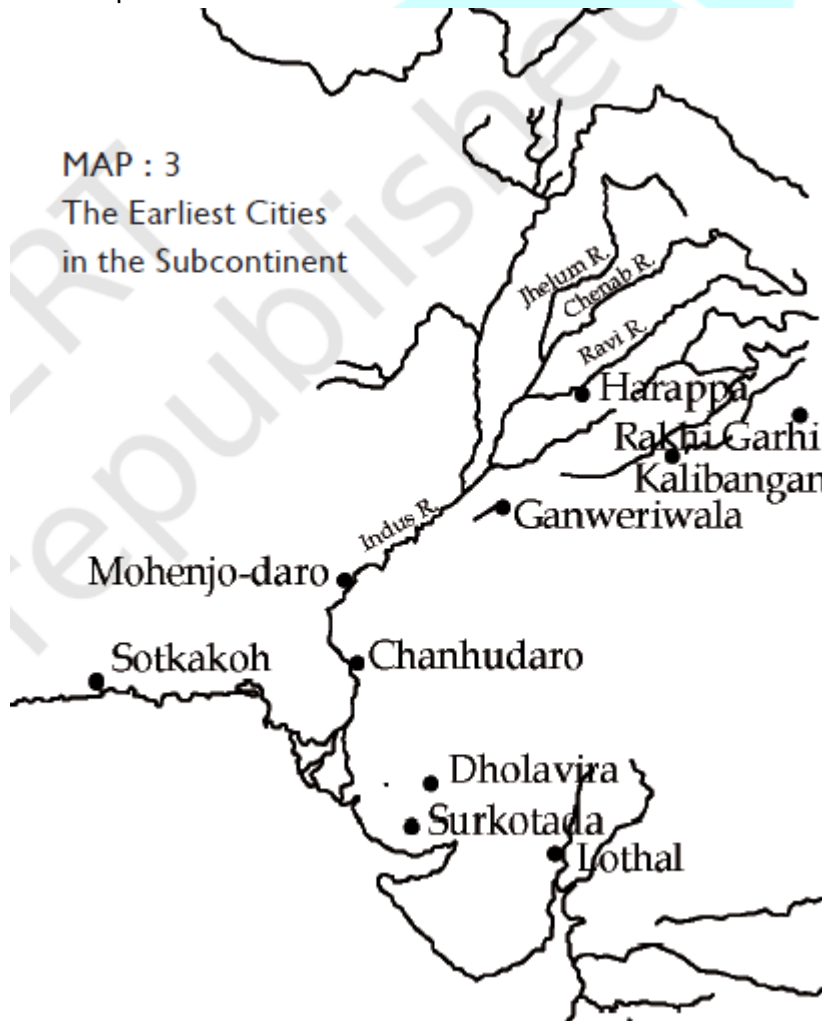 MAP : 3
The Earliest Cities
in the Subcontinent
Jhelum R.
Chenab R.
Ravi R.
Harappa
Rakhi Garhi
Kalibangan
Indus R.
Ganweriwala
Mohenjo-daro
Sotkakoh
Chanhudaro
Dholavira
Surkotada
Lothal
republished